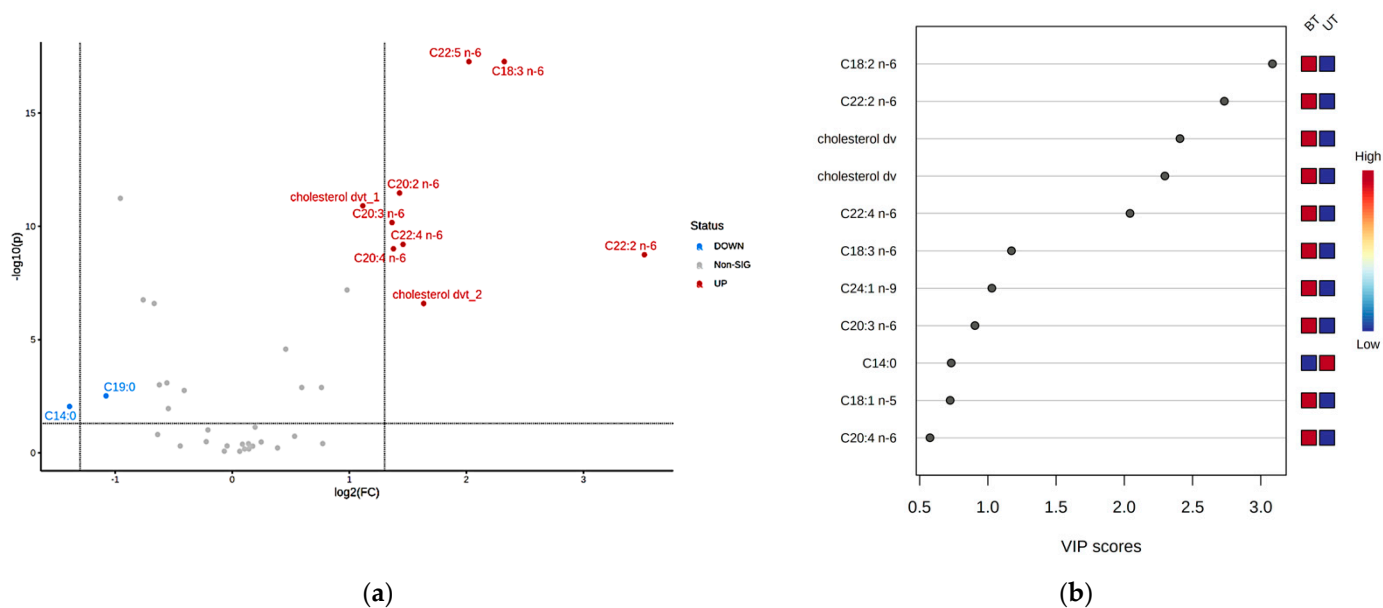 C22:5 n-6
C18:3 n-6
15
C20:2 n-6
cholesterol dvt_1
C20:3 n-6
10
C22:4 n-6
C20:4 n-6
C22:2 n-6
cholesterol dvt_2
-log10(p)
5
C19:0
C14:0
0
-1
0
1
2
3
log2(FC)
Status
DOWN
Non-SIG
UP
(a)
BT UT
C18:2 n-6
C22:2 n-6
cholesterol dv
cholesterol dv
C22:4 n-6
C18:3 n-6
C24:1 n-9
C20:3 n-6
C14:0
C18:1 n-5
C20:4 n-6
High
Low
0.5 1.0 1.5 2.0 2.5 3.0
VIP scores
(b)